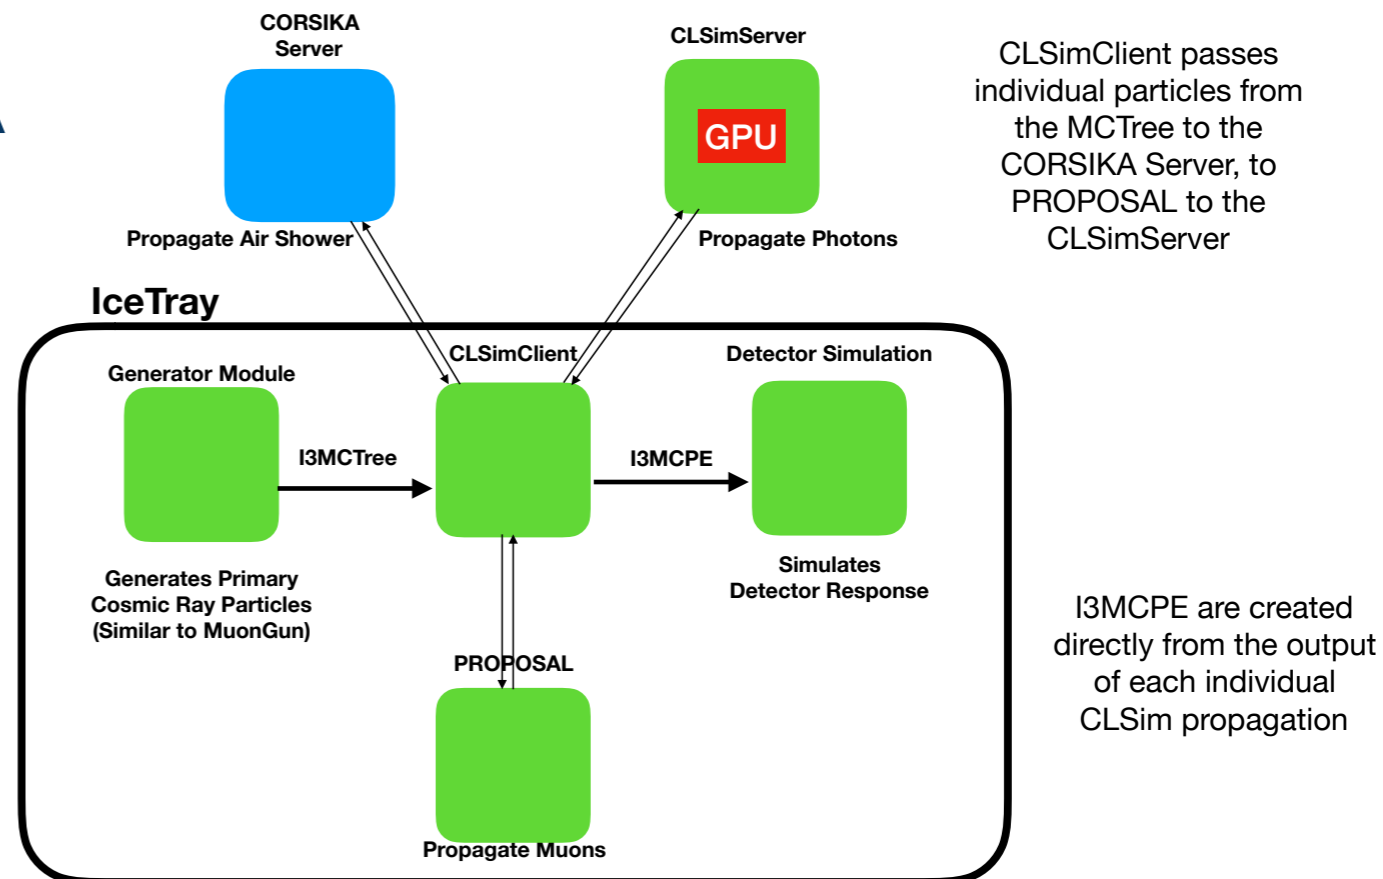 CORSIKA
Server
CLSimServer
GPU
Propagate Air Shower
Propagate Photons
CLSimClient passes
individual particles from
the MCTree to the
CORSIKA Server, to
PROPOSAL to the
CLSimServer
IceTray
Generator Module
CLSimClient
Detector Simulation
I3MCTree
I3MCPE
Generates Primary
Cosmic Ray Particles
(Similar to MuonGun)
Simulates
Detector Response
PROPOSAL
Propagate Muons
I3MCPE are created
directly from the output
of each individual
CLSim propagation